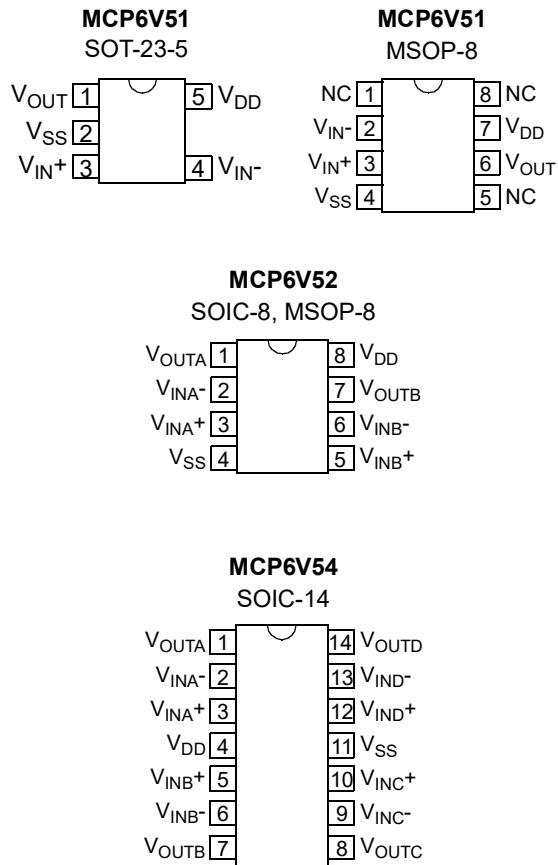 MCP6V51
SOT-23-5
VOUT 1 5 VDD
VSS 2
VIN+ 3 4 VIN-
MCP6V51
MSOP-8
NC 1 8 NC
VIN- 2 7 VDD
VIN+ 3 6 VOUT
VSS 4 5 NC
MCP6V52
SOIC-8, MSOP-8
VOUTA 1 8 VDD
VINA- 2 7 VOUTB
VINA+ 3 6 VINB-
VSS 4 5 VINB+
MCP6V54
SOIC-14
VOUTA 1 14 VOUTD
VINA- 2 13 VIND-
VINA+ 3 12 VIND+
VDD 4 11 VSS
VINB+ 5 10 VINC+
VINB- 6 9 VINC-
VOUTB 7 8 VOUTC